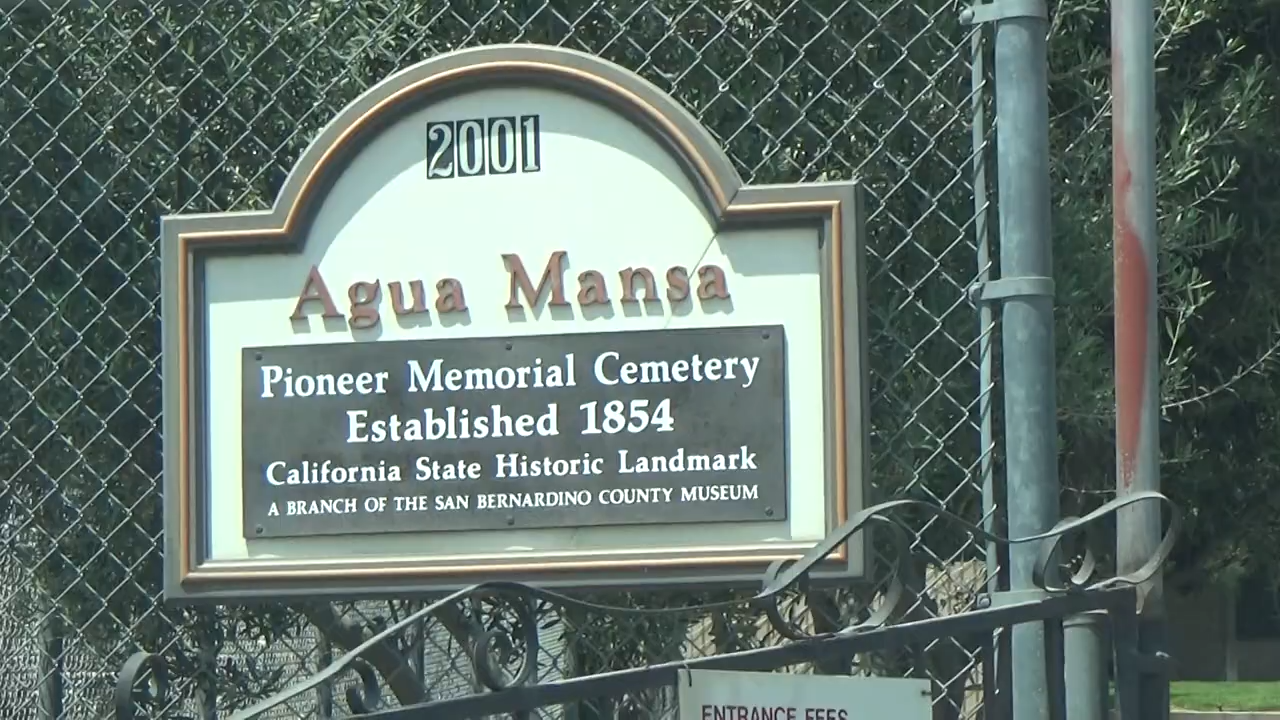 2001
Agua Mansa
Pioneer Memorial Cemetery
Established 1854
California State Historic Landmark
A BRANCH OF THE SAN BERNARDINO COUNTY MUSEUM
ENTRANCE FEES